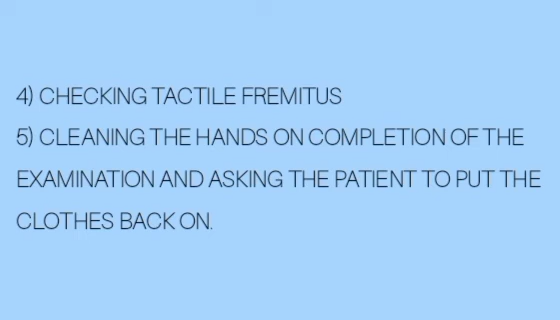 4) CHECKING TACTILE FREMITUS
5) CLEANING THE HANDS ON COMPLETION OF THE
EXAMINATION AND ASKING THE PATIENT TO PUT THE
CLOTHES BACK ON.